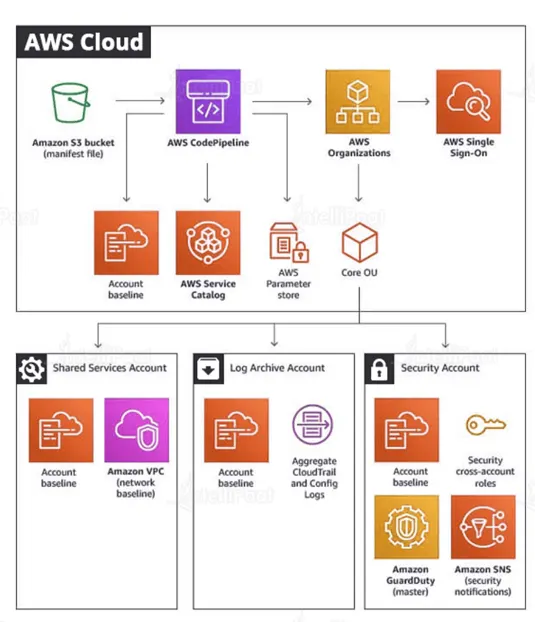 AWS Cloud
Amazon S3 bucket
(manifest file)
AWS CodePipeline
AWS
Organizations
AWS Single
Sign-On
Account
baseline
AWS Service
Catalog
AWS
Parameter
store
Core OU
Shared Services Account
Account
baseline
Amazon VPC
(network
baseline)
Log Archive Account
Account
baseline
Aggregate
CloudTrail
and Config
Logs
Security Account
Account
baseline
Security
cross-account
roles
Amazon
GuardDuty
(master)
Amazon SNS
(security
notifications)